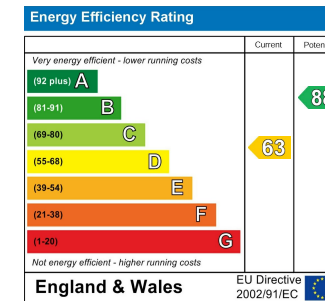 Energy Efficiency Rating
Current
Very energy efficient - lower running costs
(92 plus) A
(81-91) B
(69-80) C
(55-68) D
(39-54) E
(21-38) F
(1-20) G
63
Not energy efficient - higher running costs
England & Wales
EU Directive
2002/91/EC